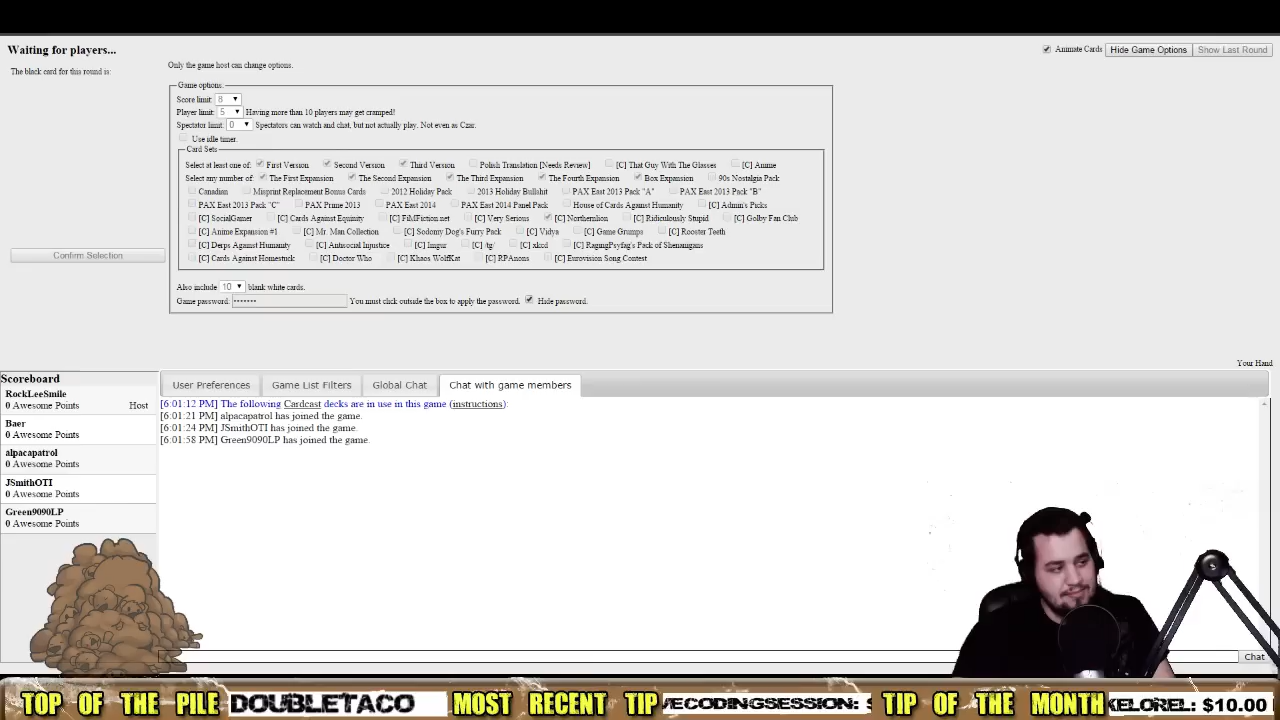 Waiting for players...
Animate Cards
Hide Game Options
Show Last Round
The black card for this round is:
Only the game host can change options.
Game options:
Score limit: 8
Player limit: 5 Having more than 10 players may get cramped!
Spectator limit: 0 Spectators can watch and chat, but not actually play. Not even as Czar.
Use idle timer.
Card Sets
Select at least one of: First Version Second Version Third Version Polish Translation [Needs Review] [C] That Guy With The Glasses [C] Anime
Select any number of: The First Expansion The Second Expansion The Third Expansion The Fourth Expansion Box Expansion 90s Nostalgia Pack
Canadian Misprint Replacement Bonus Cards 2012 Holiday Pack 2013 Holiday Bullshit PAX East 2013 Pack "A" PAX East 2013 Pack "B"
PAX East 2013 Pack "C" PAX Prime 2013 PAX East 2014 PAX East 2014 Panel Pack House of Cards Against Humanity [C] Admin's Picks
[C] SocialGamer [C] Cards Against Equinity [C] FiMFiction.net [C] Very Serious [C] Northernlion [C] Ridiculously Stupid [C] Golby Fan Club
[C] Anime Expansion #1 [C] Mr. Man Collection [C] Sodomy Dog's Furry Pack [C] Vidya [C] Game Grumps [C] Rooster Teeth
[C] Derps Against Humanity [C] Antisocial Injustice [C] Imgur [C] /tg/ [C] xkcd [C] RagingPsyfag's Pack of Shenanigans
[C] Cards Against Homestuck [C] Doctor Who [C] Khaos WolfKat [C] RPAnons [C] Eurovision Song Contest
Confirm Selection
Also include 10 blank white cards.
Game password: ••••••• You must click outside the box to apply the password. Hide password.
Your Hand
Scoreboard
RockLeeSmile
0 Awesome Points Host
Baer
0 Awesome Points
alpacapatrol
0 Awesome Points
JSmithOTI
0 Awesome Points
Green9090LP
0 Awesome Points
User Preferences
Game List Filters
Global Chat
Chat with game members
[6:01:12 PM] The following Cardcast decks are in use in this game (instructions):
[6:01:21 PM] alpacapatrol has joined the game.
[6:01:24 PM] JSmithOTI has joined the game.
[6:01:58 PM] Green9090LP has joined the game.
Chat
TOP OF THE PILE DOUBLETACO MOST RECENT TIP /ECODINGSESSION: TIP OF THE MONTH KELOREL: $10.00